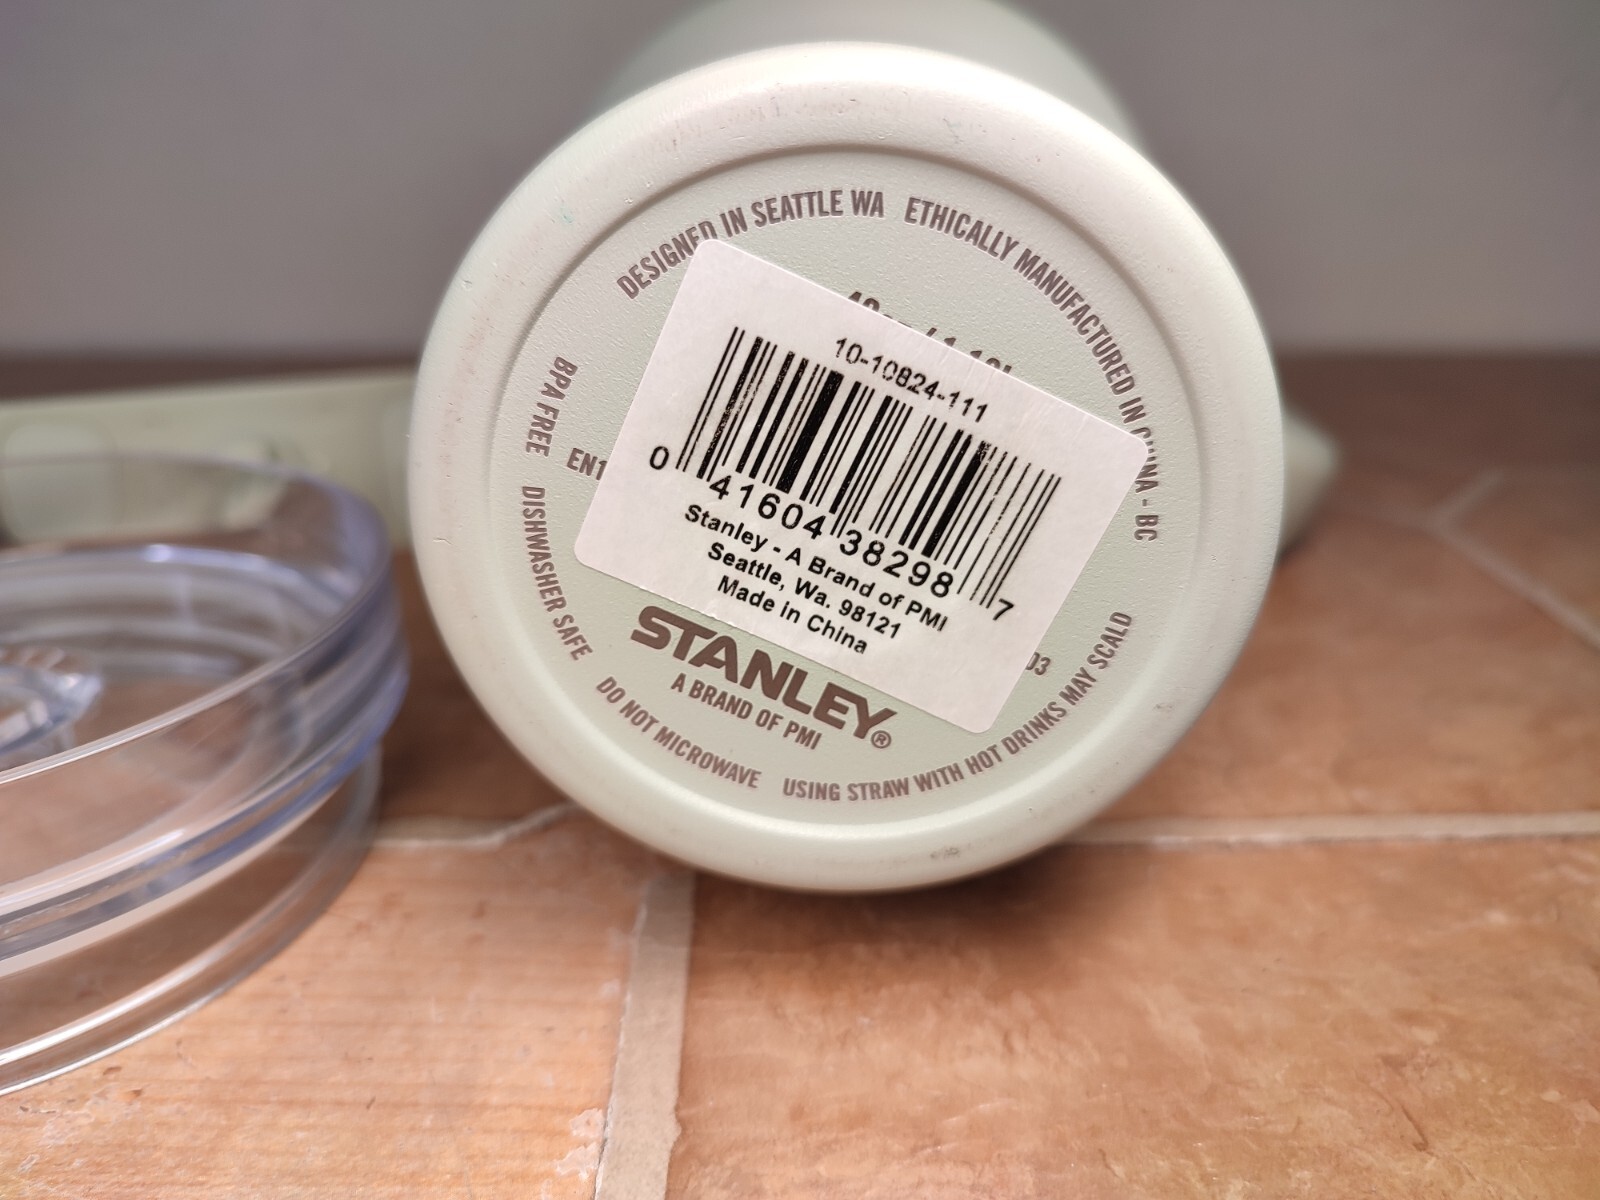 DESIGNED IN SEATTLE WA ETHICALLY MANUFACTURED IN CHINA - BC
10-10824-111
0 41604 38298 7
Stanley - A Brand of PMI
Seattle, Wa. 98121
Made in China
STANLEY®
A BRAND OF PMI
BPA FREE
DISHWASHER SAFE
DO NOT MICROWAVE
USING STRAW WITH HOT DRINKS MAY SCALD